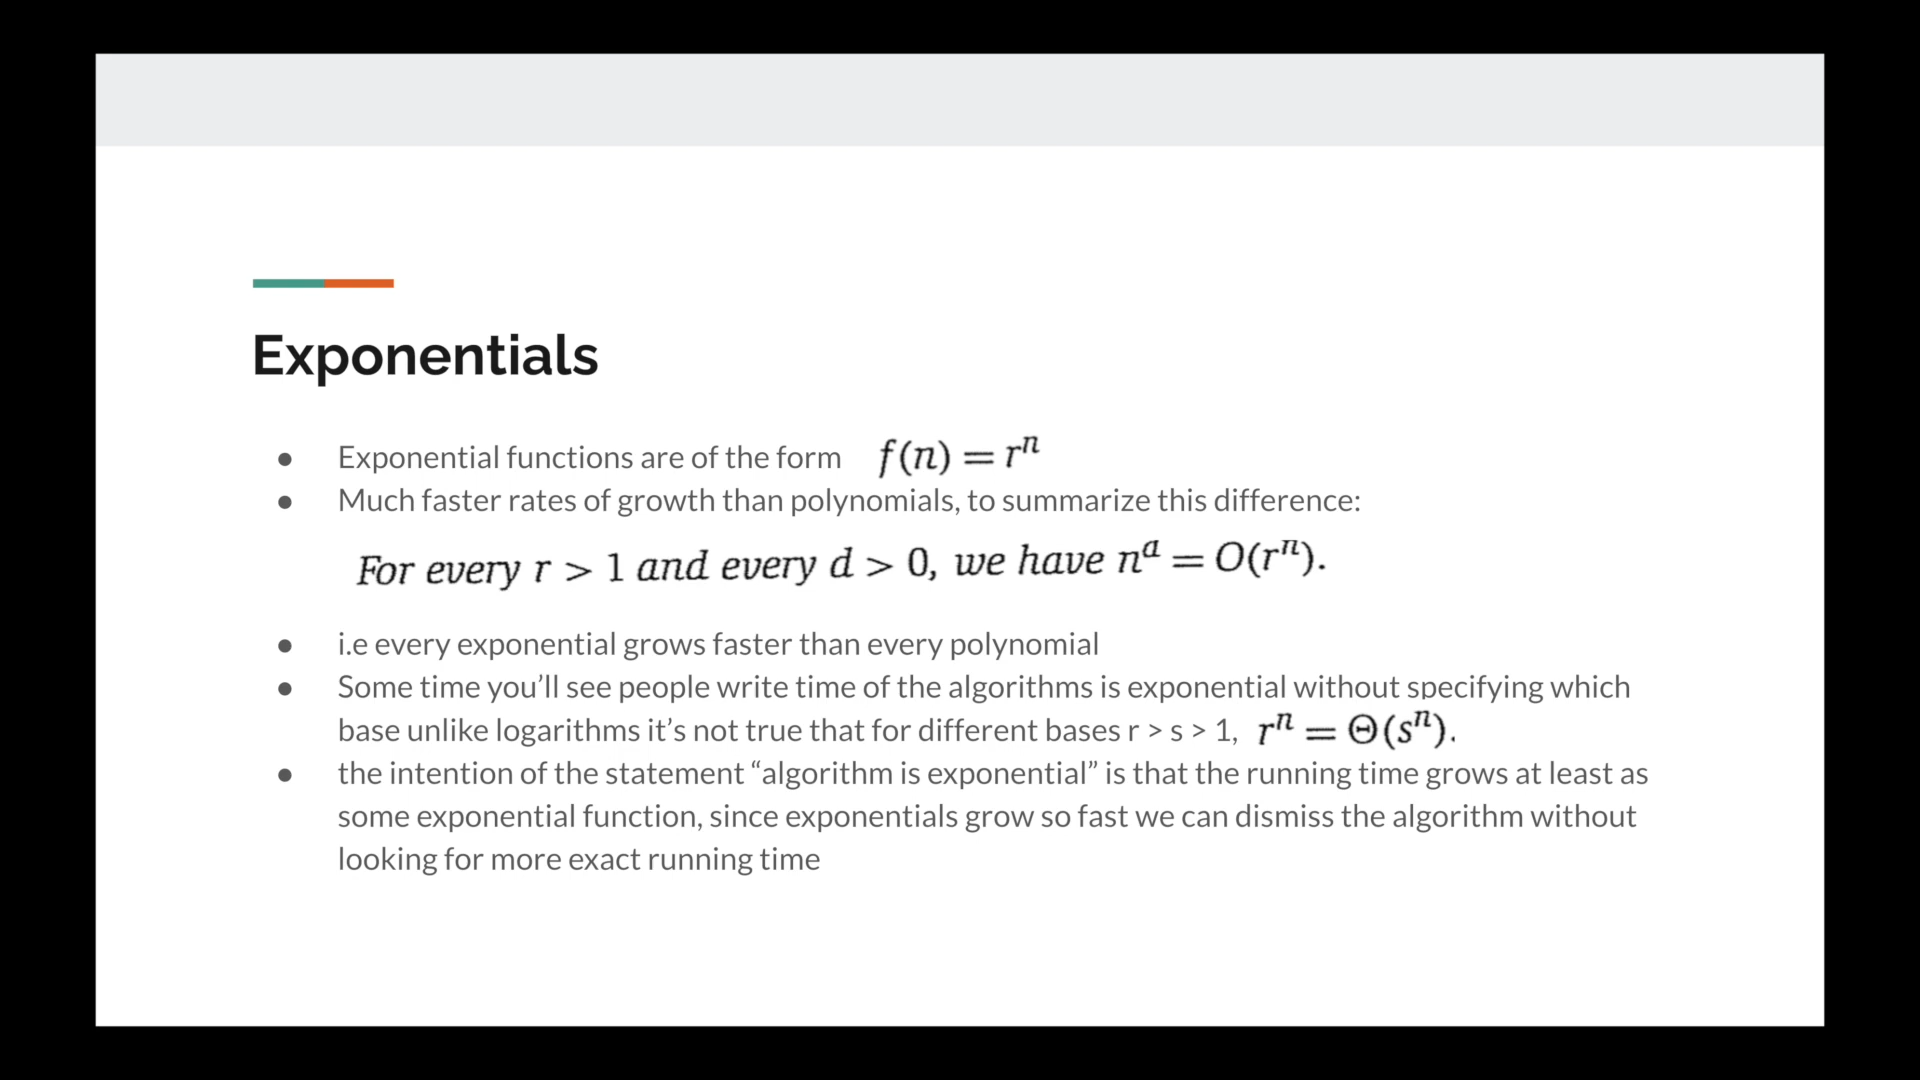 Exponentials
● Exponential functions are of the form f(n) = rⁿ
● Much faster rates of growth than polynomials, to summarize this difference:
For every r > 1 and every d > 0, we have nᵈ = O(rⁿ).
● i.e every exponential grows faster than every polynomial
● Some time you’ll see people write time of the algorithms is exponential without specifying which
base unlike logarithms it’s not true that for different bases r > s > 1, rⁿ = Θ(sⁿ).
● the intention of the statement “algorithm is exponential” is that the running time grows at least as
some exponential function, since exponentials grow so fast we can dismiss the algorithm without
looking for more exact running time